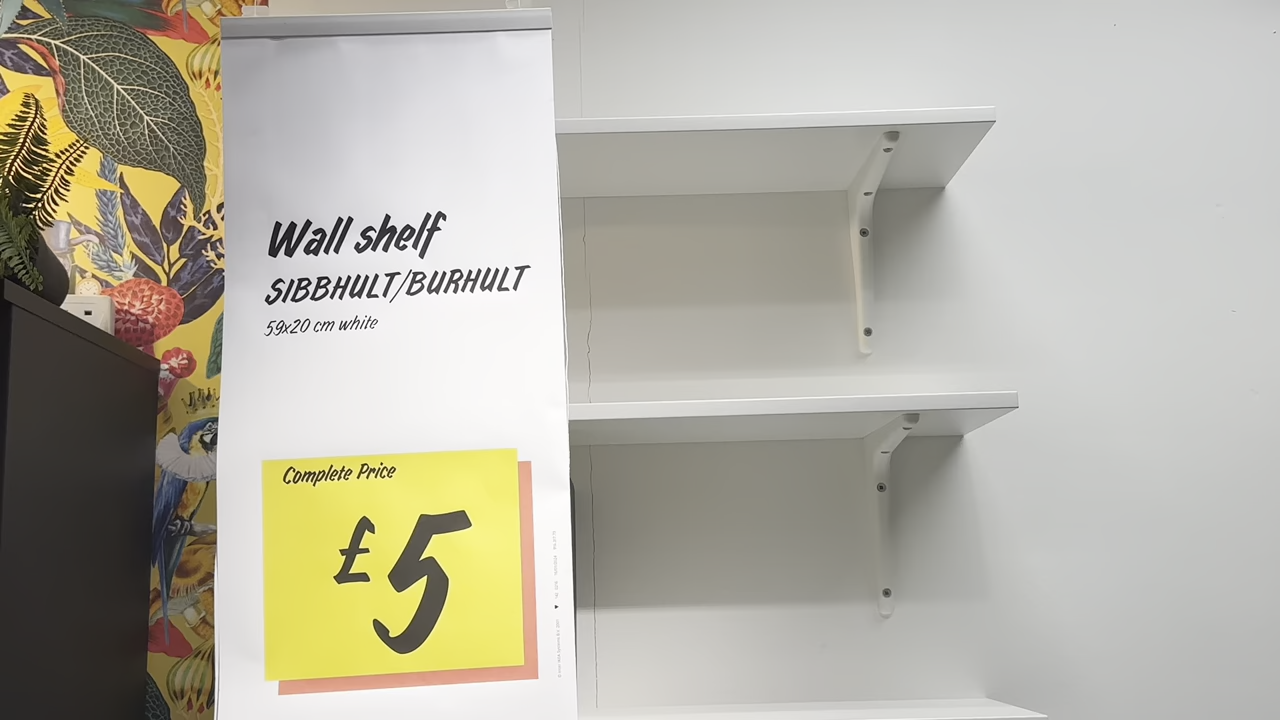 Wall shelf
SIBBHULT/BURHULT
59x20 cm white
Complete Price
£5